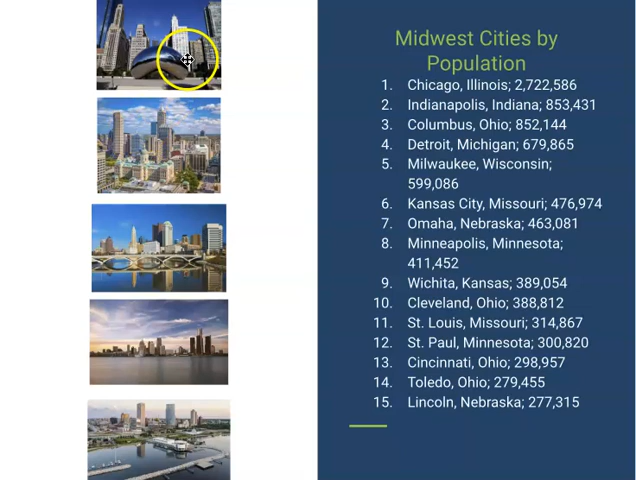 Midwest Cities by
Population
1. Chicago, Illinois; 2,722,586
2. Indianapolis, Indiana; 853,431
3. Columbus, Ohio; 852,144
4. Detroit, Michigan; 679,865
5. Milwaukee, Wisconsin;
599,086
6. Kansas City, Missouri; 476,974
7. Omaha, Nebraska; 463,081
8. Minneapolis, Minnesota;
411,452
9. Wichita, Kansas; 389,054
10. Cleveland, Ohio; 388,812
11. St. Louis, Missouri; 314,867
12. St. Paul, Minnesota; 300,820
13. Cincinnati, Ohio; 298,957
14. Toledo, Ohio; 279,455
15. Lincoln, Nebraska; 277,315